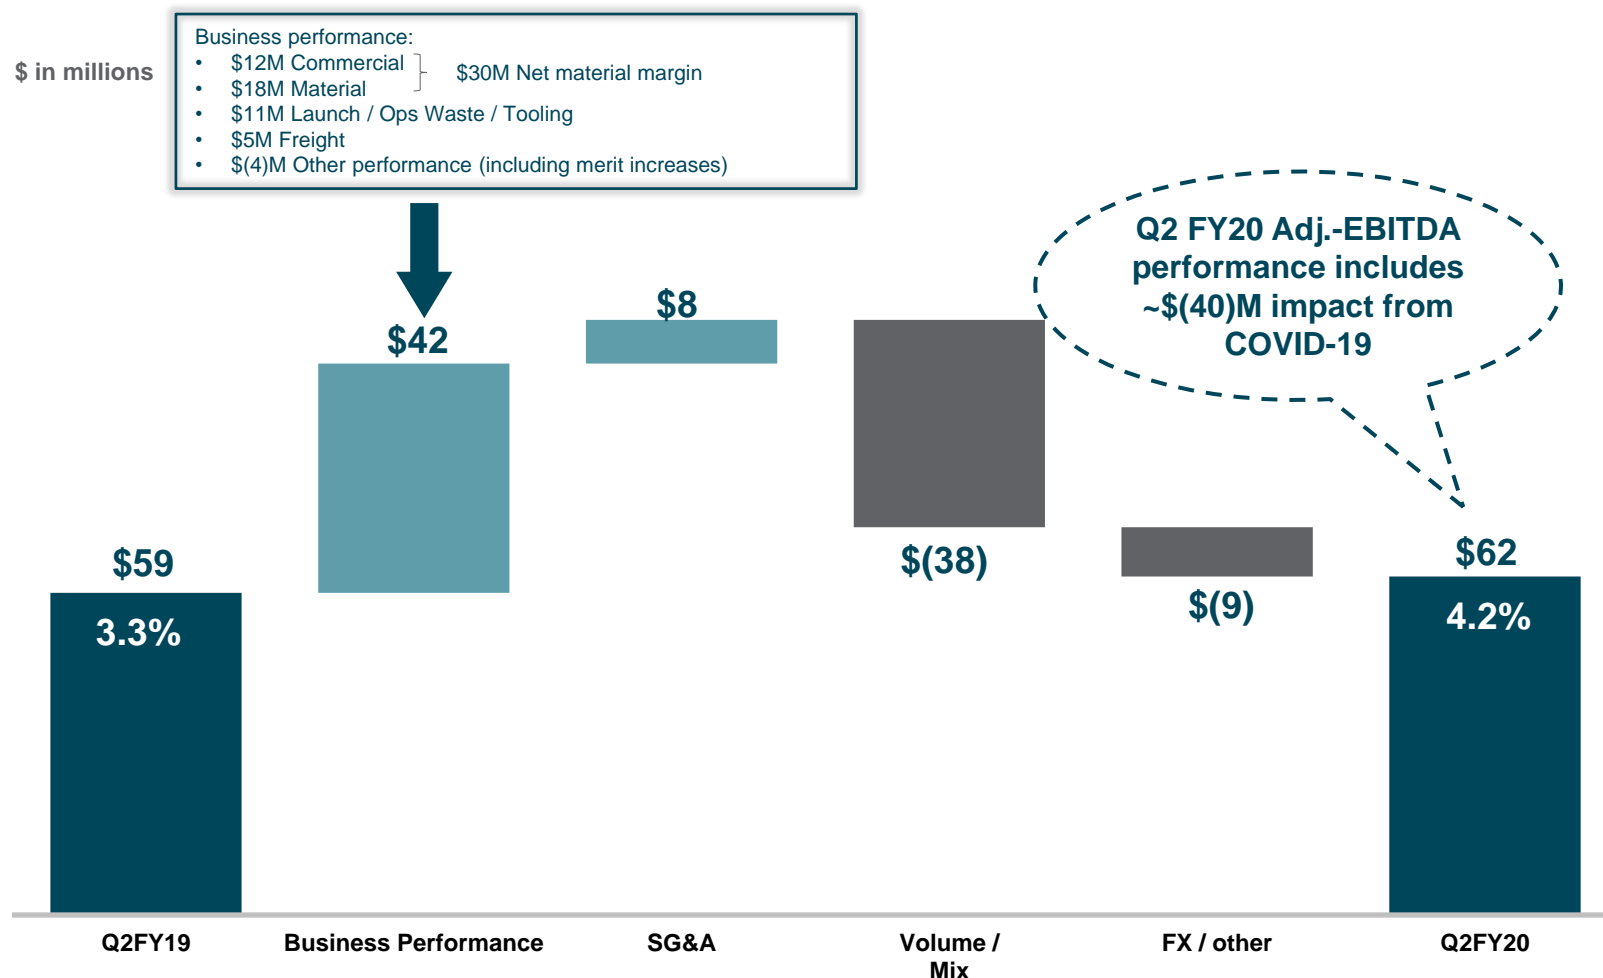 $ in millions
Business performance:
• $12M Commercial
• $18M Material
$30M Net material margin
• $11M Launch / Ops Waste / Tooling
• $5M Freight
• $(4)M Other performance (including merit increases)
Q2 FY20 Adj.-EBITDA
performance includes
~$(40)M impact from
COVID-19
$59
3.3%
$42
$8
$(38)
$(9)
$62
4.2%
Q2FY19
Business Performance
SG&A
Volume /
Mix
FX / other
Q2FY20